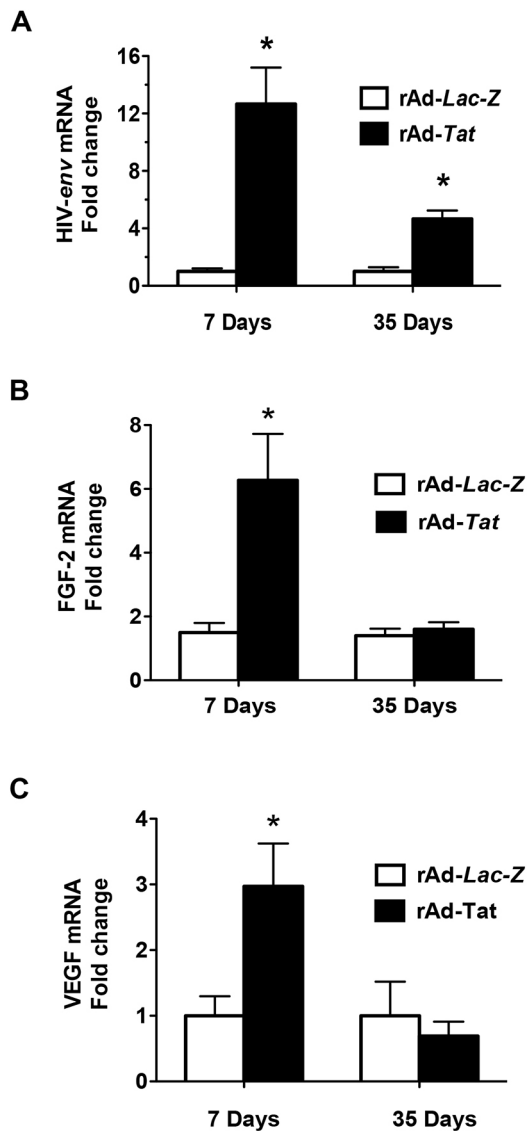 A
HIV-env mRNA
Fold change
16
12
8
4
0
*
*
rAd-Lac-Z
rAd-Tat
7 Days
35 Days
B
FGF-2 mRNA
Fold change
8
6
4
2
0
*
rAd-Lac-Z
rAd-Tat
7 Days
35 Days
C
VEGF mRNA
Fold change
4
3
2
1
0
*
rAd-Lac-Z
rAd-Tat
7 Days
35 Days